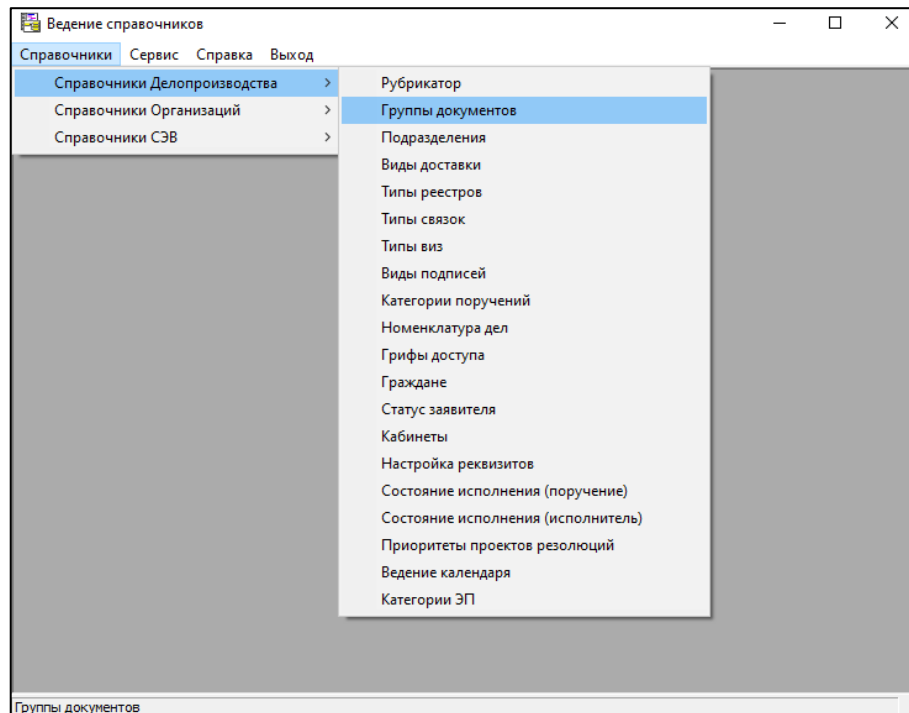 Ведение справочников
Справочники Сервис Справка Выход
Справочники Делопроизводства
Справочники Организаций
Справочники СЭВ
Рубрикатор
Группы документов
Подразделения
Виды доставки
Типы реестров
Типы связок
Типы виз
Виды подписей
Категории поручений
Номенклатура дел
Грифы доступа
Граждане
Статус заявителя
Кабинеты
Настройка реквизитов
Состояние исполнения (поручение)
Состояние исполнения (исполнитель)
Приоритеты проектов резолюций
Ведение календаря
Категории ЭП
Группы документов